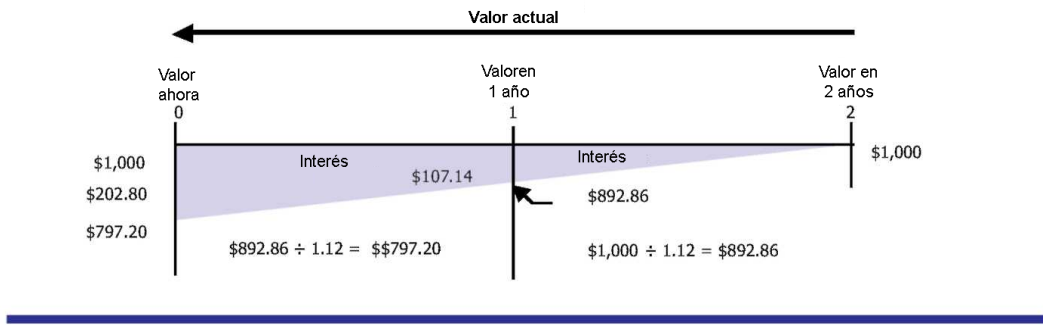 Valor actual
Valor
ahora
0
Valoren
1 año
1
Valor en
2 años
2
$1,000
$202.80
$797.20
Interés
$107.14
Interés
$892.86
$1,000
$892.86 ÷ 1.12 = $$797.20
$1,000 ÷ 1.12 = $892.86